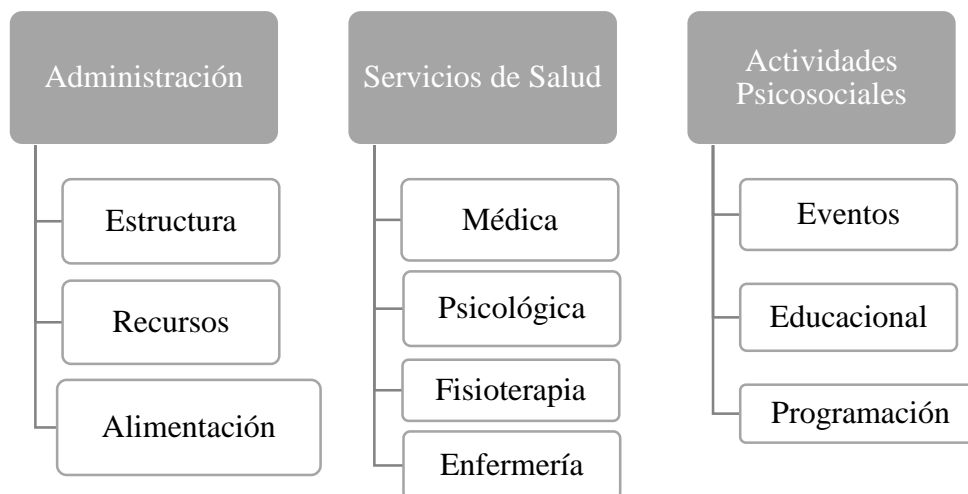 Administración
Estructura
Recursos
Alimentación
Servicios de Salud
Médica
Psicológica
Fisioterapia
Enfermería
Actividades
Psicosociales
Eventos
Educacional
Programación